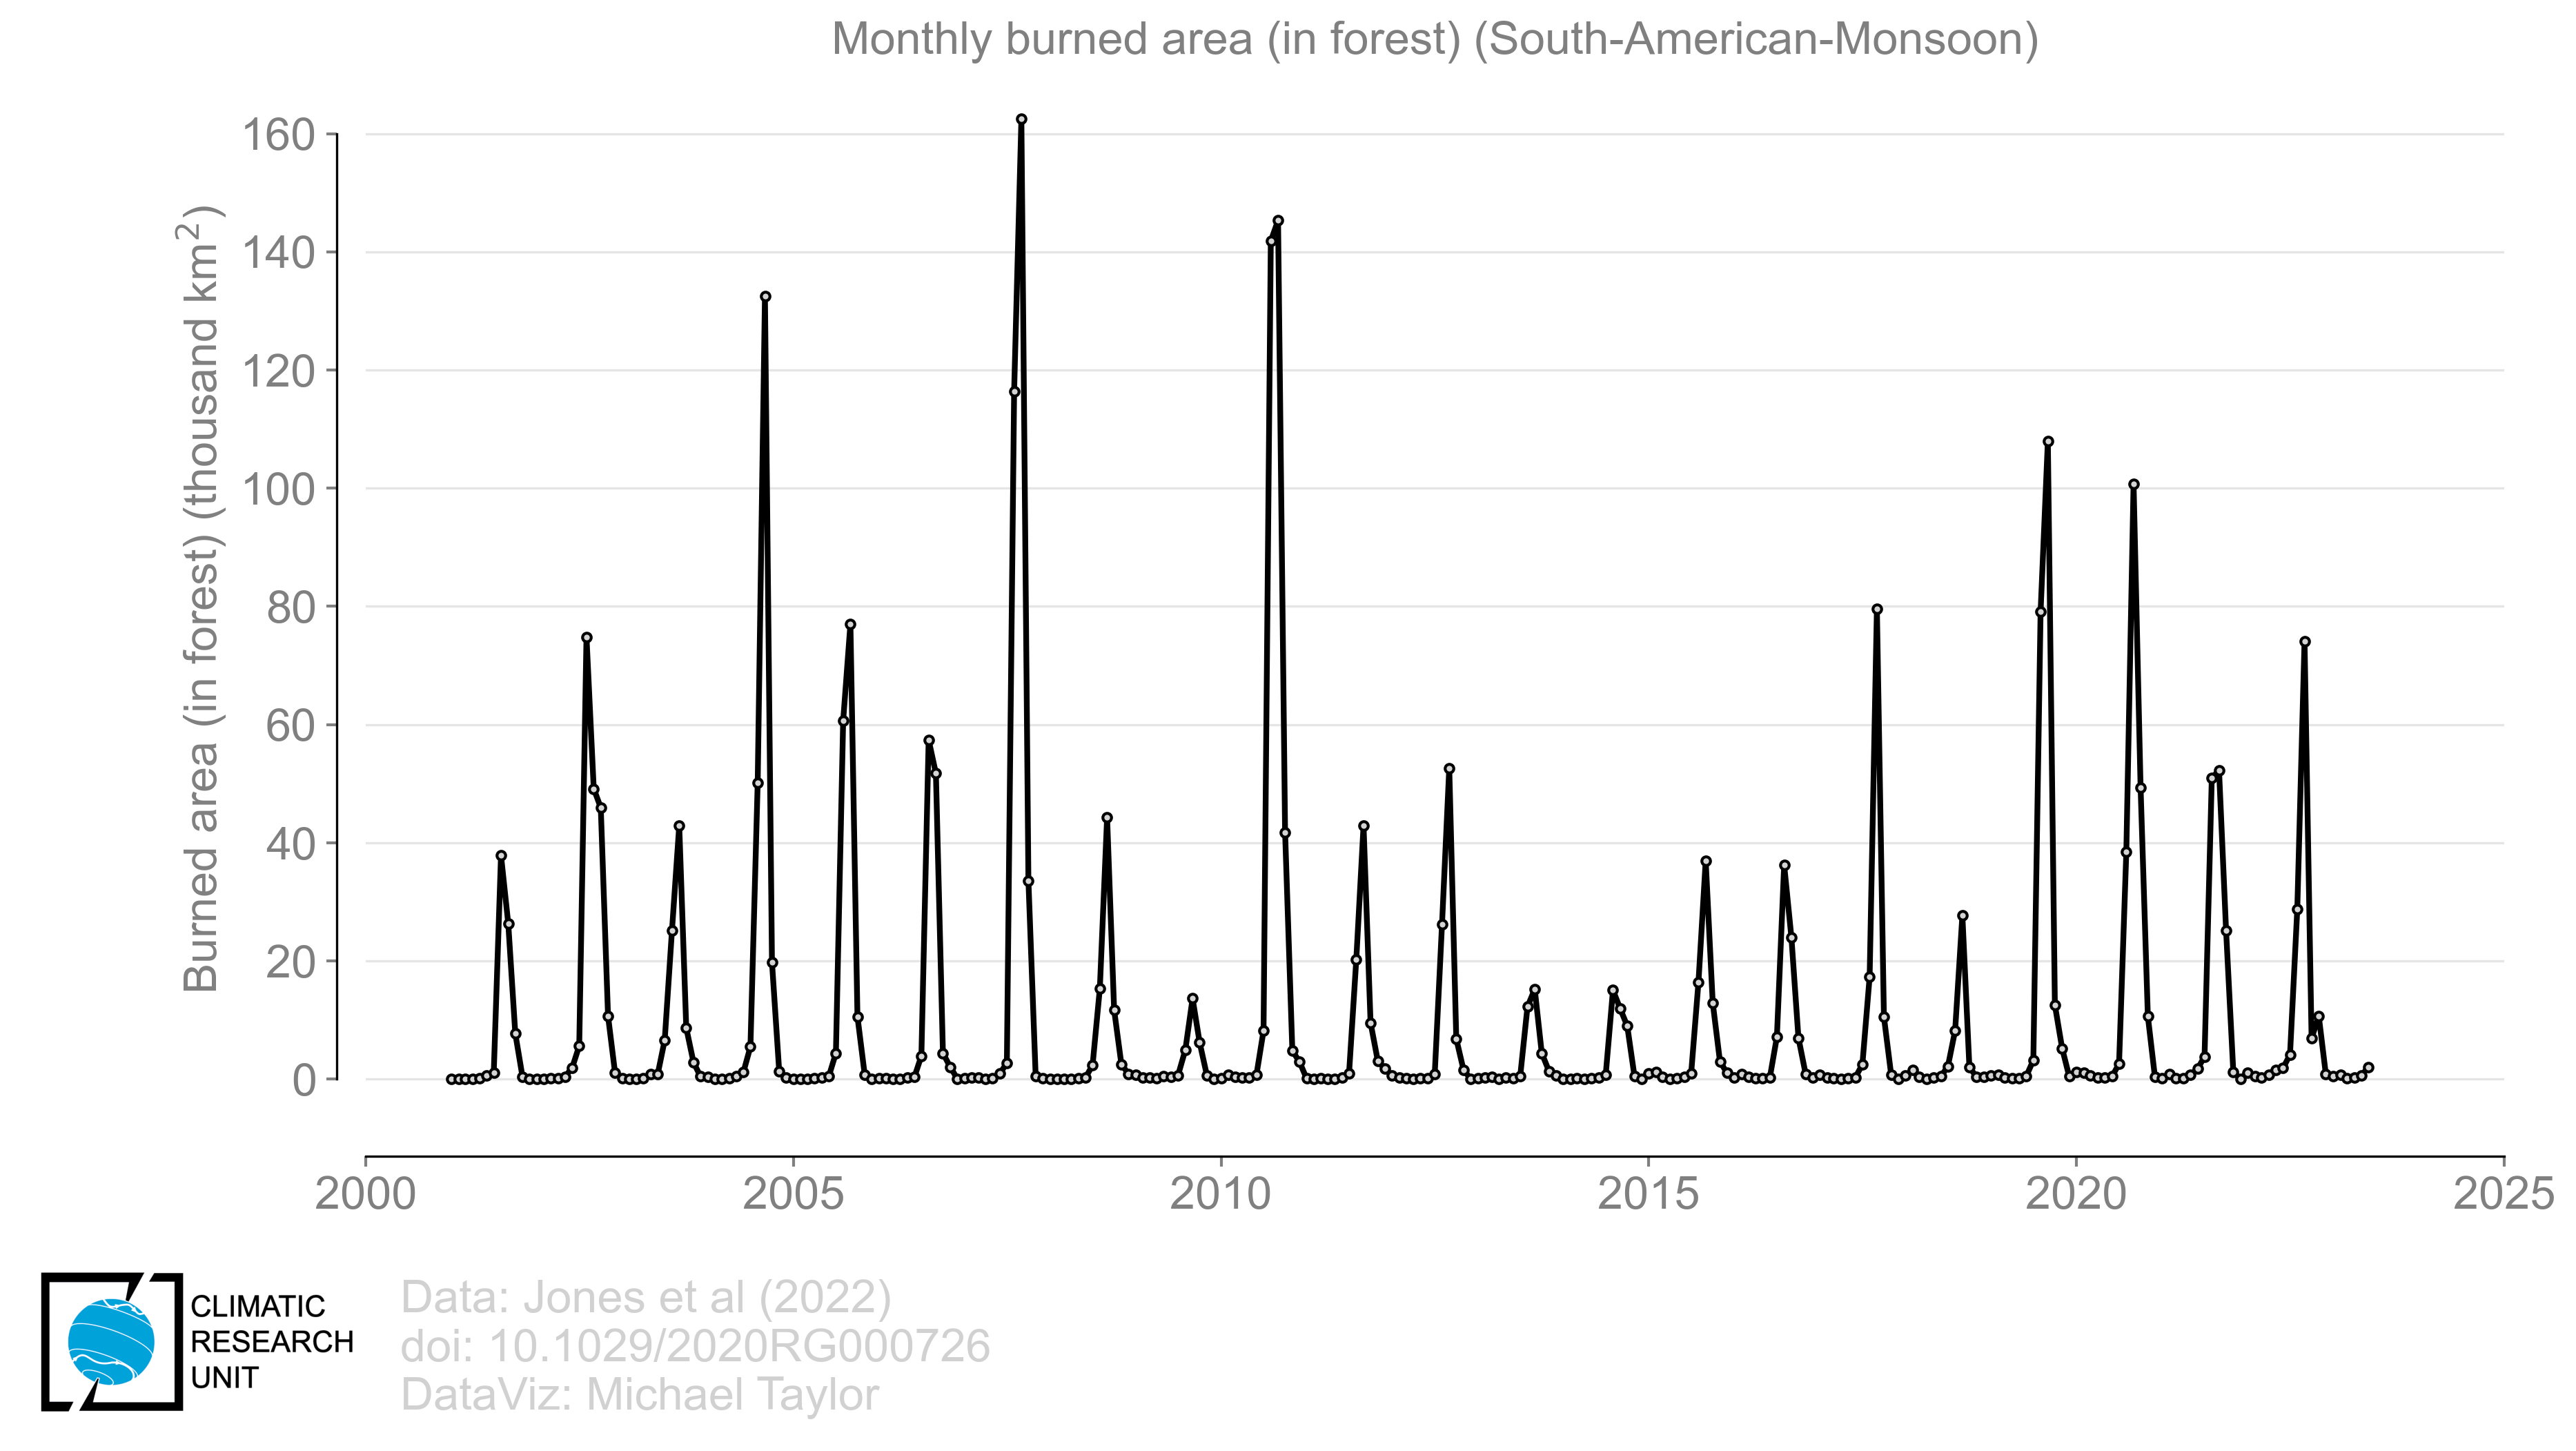 Monthly burned area (in forest) (South-American-Monsoon)
Burned area (in forest) (thousand km²)
160
140
120
100
80
60
40
20
0
2000 2005 2010 2015 2020 2025
CLIMATIC
RESEARCH
UNIT
Data: Jones et al (2022)
doi: 10.1029/2020RG000726
DataViz: Michael Taylor